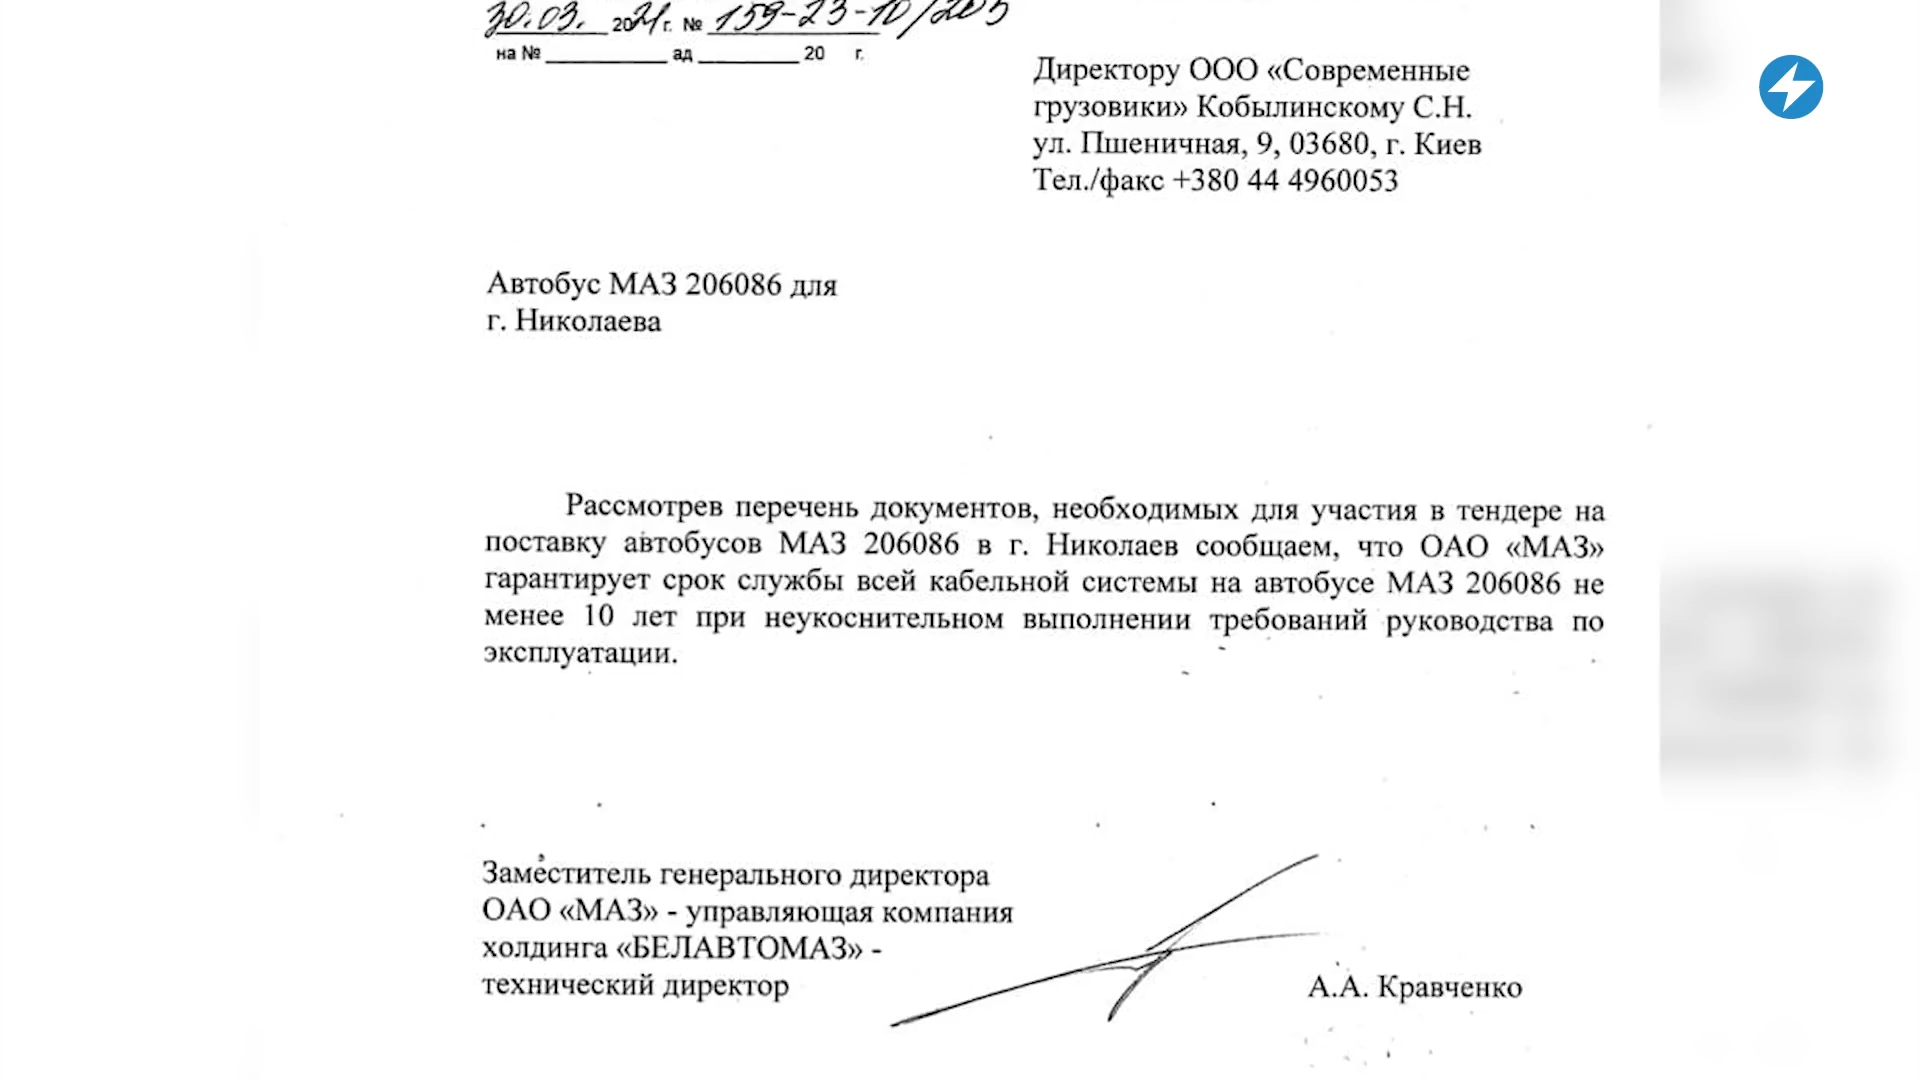 30.03. 2021 г. № 159-23-10/205
на № ад 20 г.
Директору ООО «Современные
грузовики» Кобылинскому С.Н.
ул. Пшеничная, 9, 03680, г. Киев
Тел./факс +380 44 4960053
Автобус МАЗ 206086 для
г. Николаева
Рассмотрев перечень документов, необходимых для участия в тендере на
поставку автобусов МАЗ 206086 в г. Николаев сообщаем, что ОАО «МАЗ»
гарантирует срок службы всей кабельной системы на автобусе МАЗ 206086 не
менее 10 лет при неукоснительном выполнении требований руководства по
эксплуатации.
Заместитель генерального директора
ОАО «МАЗ» - управляющая компания
холдинга «БЕЛАВТОМАЗ» -
технический директор
А.А. Кравченко